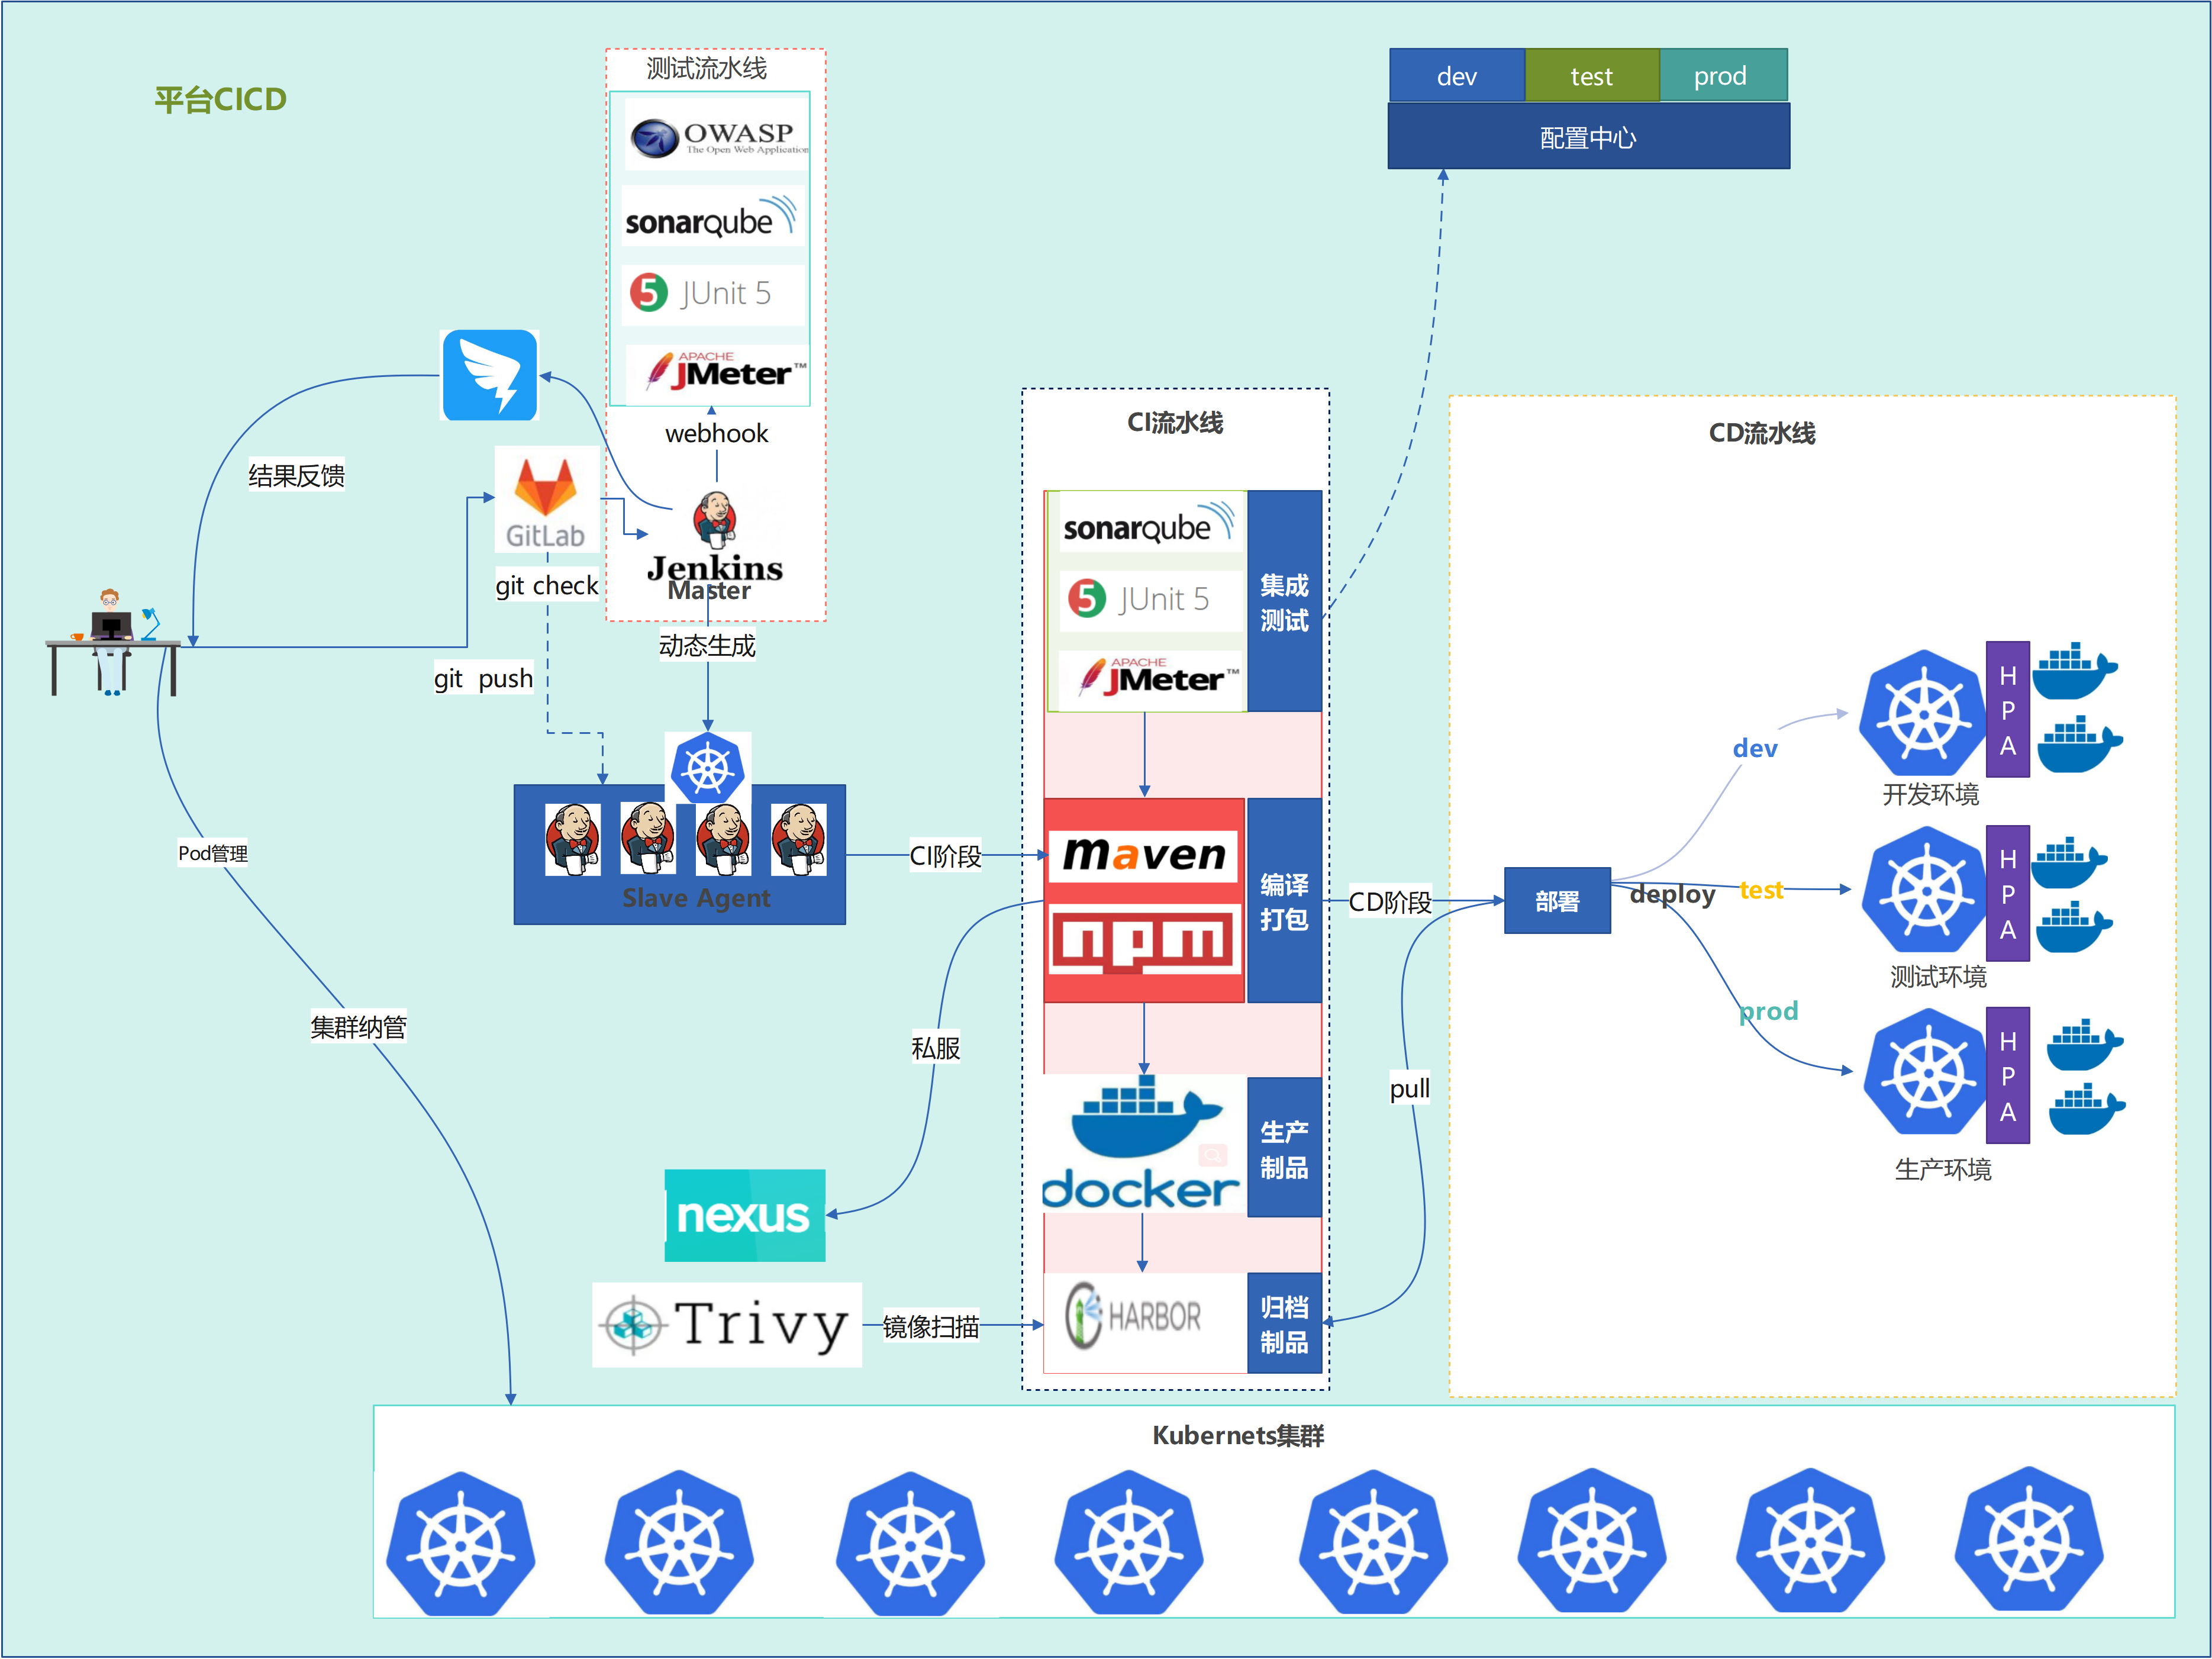 平台CICD
测试流水线
OWASP
The Open Web Application
sonarqube
5 JUnit 5
APACHE
JMeter™
webhook
Jenkins
Master
dev
test
prod
配置中心
结果反馈
GitLab
git check
git push
动态生成
Slave Agent
Pod管理
集群纳管
CI阶段
私服
nexus
Trivy
镜像扫描
CI流水线
sonarqube
5 JUnit 5
APACHE
JMeter™
集成
测试
maven
npm
编译
打包
docker
生产
制品
HARBOR
归档
制品
CD阶段
pull
CD流水线
部署
deploy
dev
test
prod
H
P
A
开发环境
H
P
A
测试环境
H
P
A
生产环境
Kubernets集群